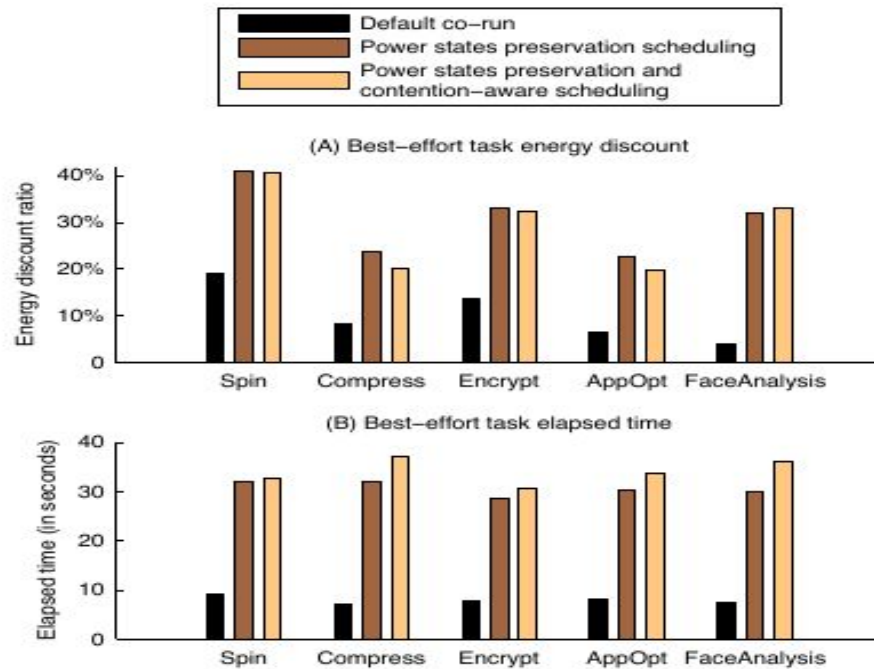 Default co-run
Power states preservation scheduling
Power states preservation and
contention-aware scheduling
(A) Best-effort task energy discount
Energy discount ratio
40%
30%
20%
10%
0
Spin Compress Encrypt AppOpt FaceAnalysis
(B) Best-effort task elapsed time
Elapsed time (in seconds)
40
30
20
10
0
Spin Compress Encrypt AppOpt FaceAnalysis